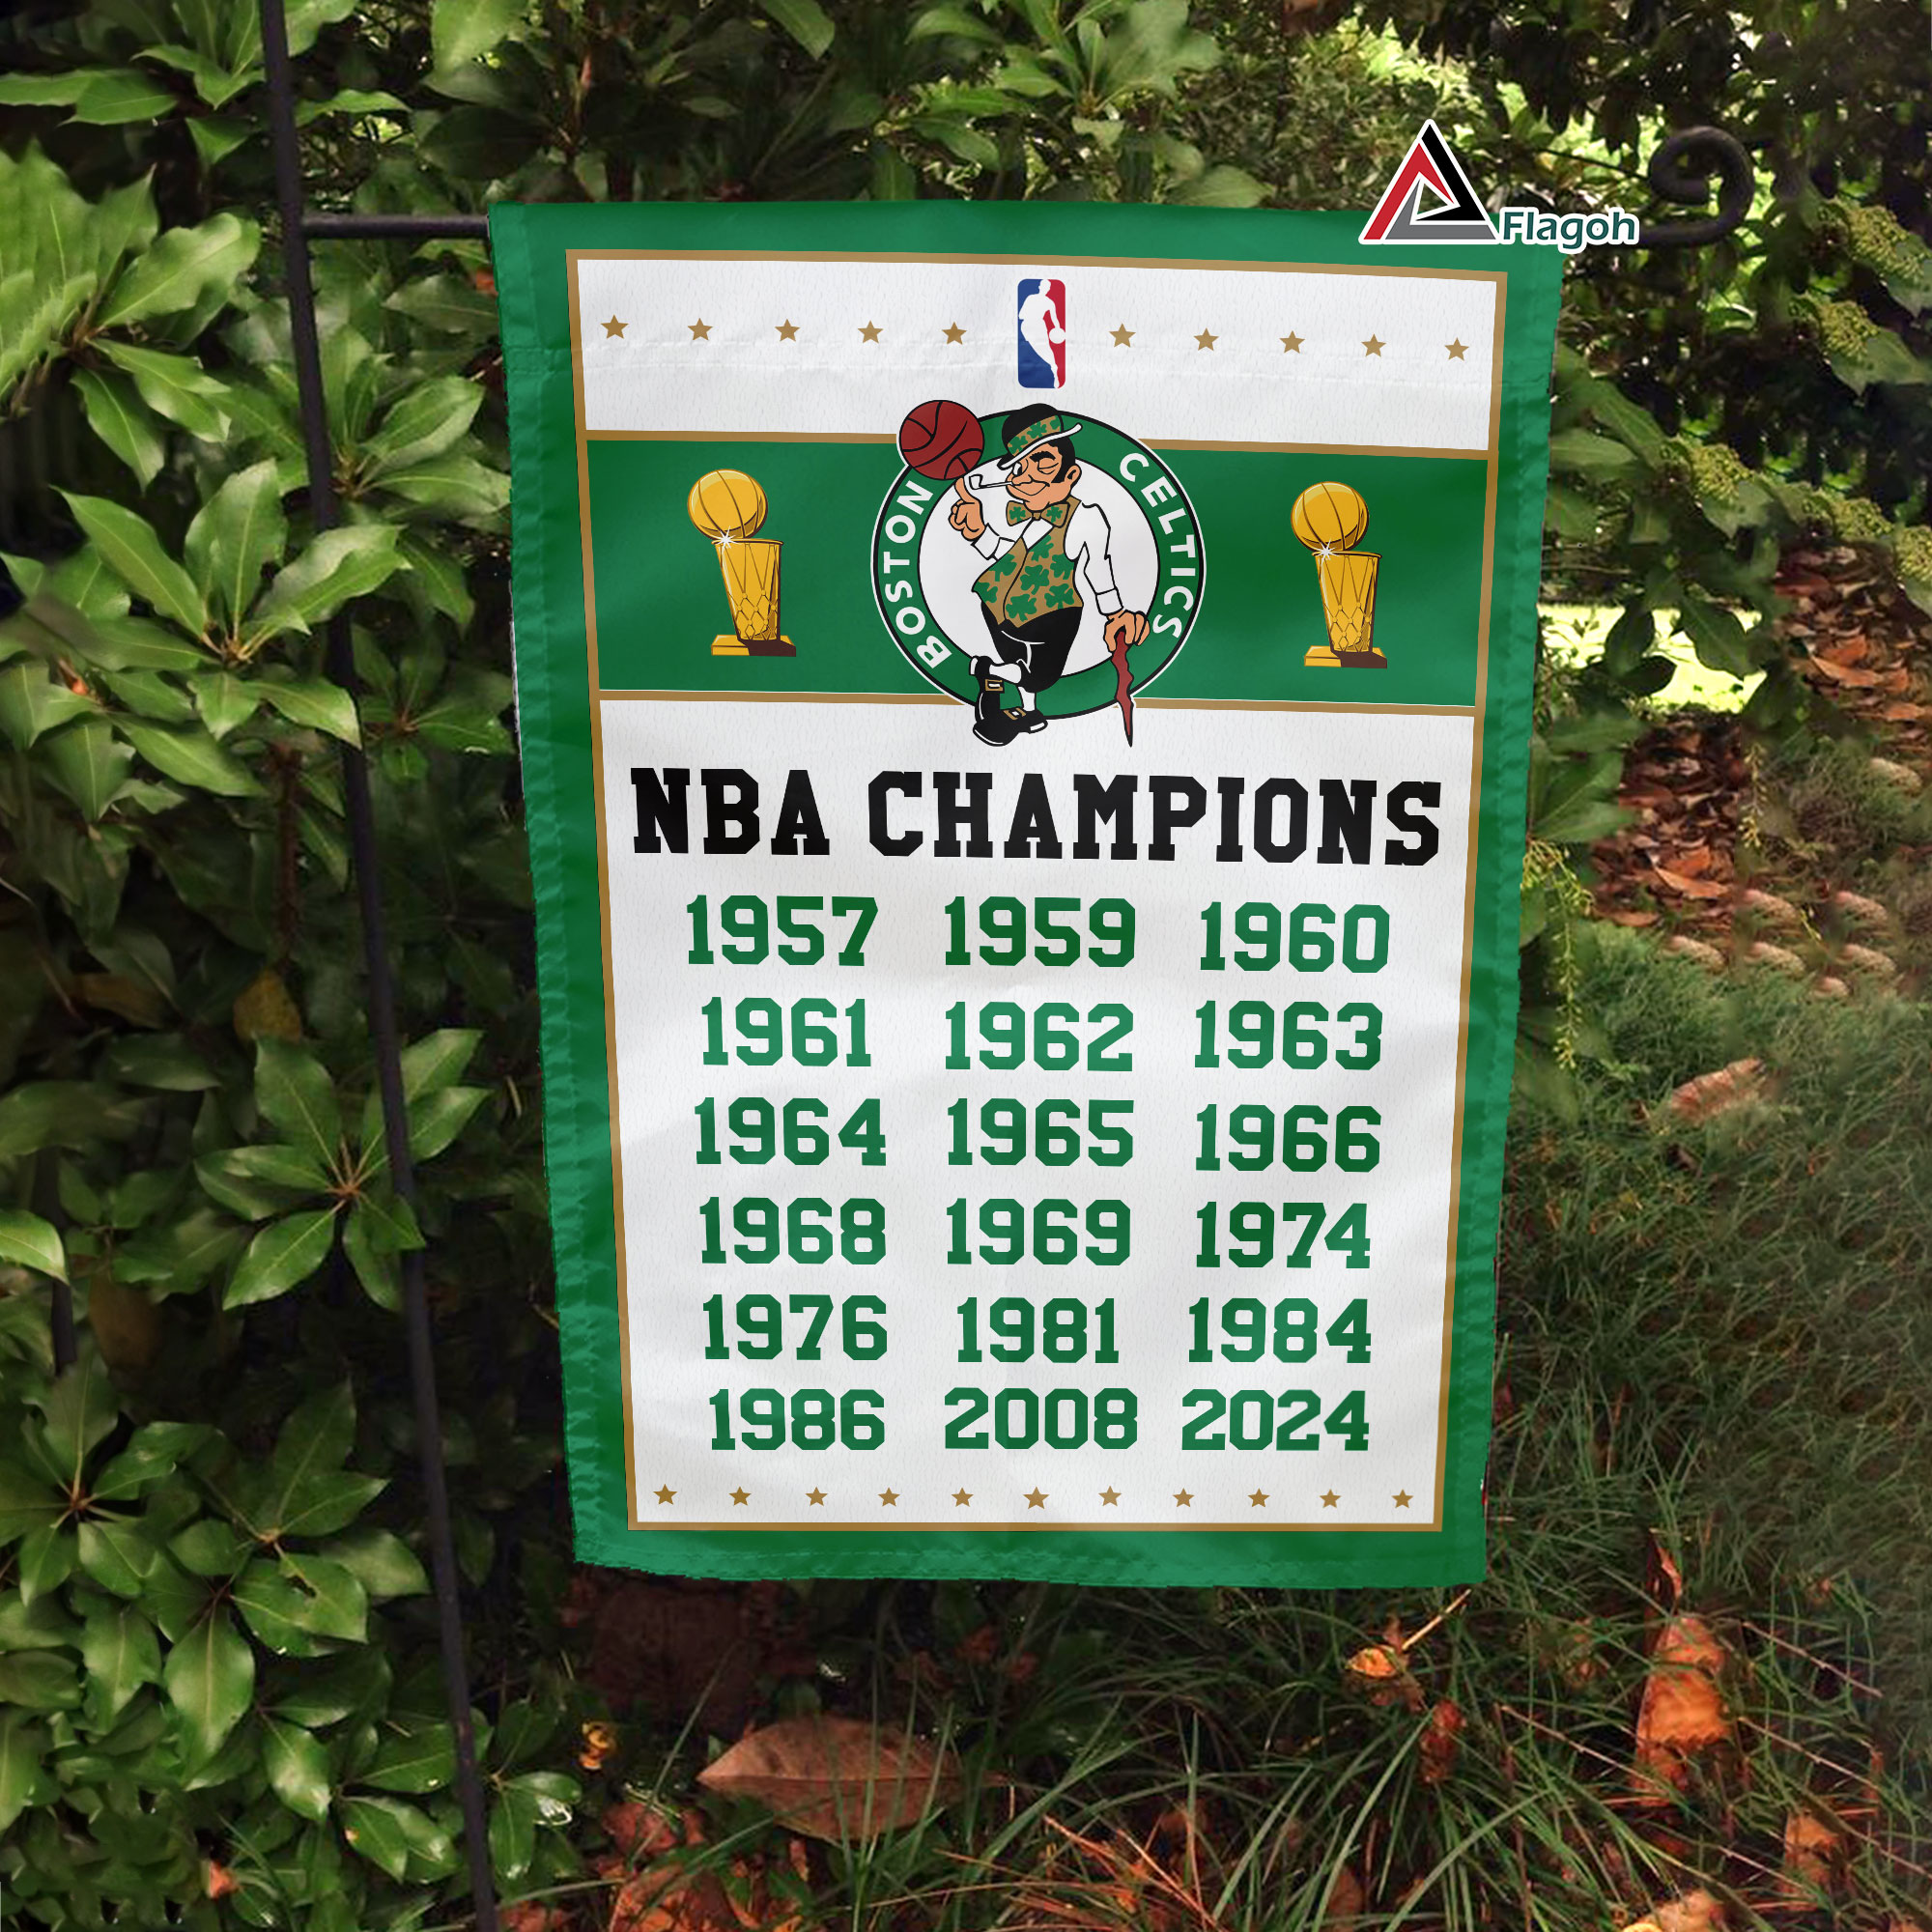 Flagoh
BOSTON CELTICS
NBA CHAMPIONS
1957 1959 1960
1961 1962 1963
1964 1965 1966
1968 1969 1974
1976 1981 1984
1986 2008 2024